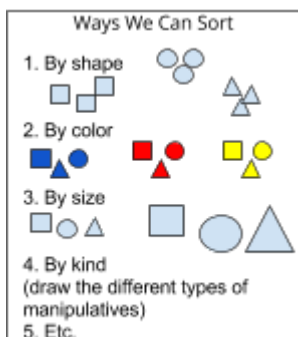 Ways We Can Sort
1. By shape
2. By color
3. By size
4. By kind
(draw the different types of
manipulatives)
5. Etc.